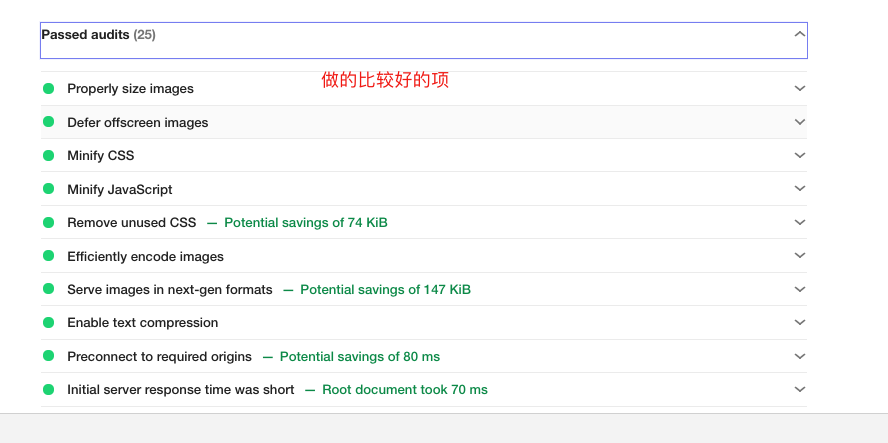 Passed audits (25)
做的比较好的项
Properly size images
Defer offscreen images
Minify CSS
Minify JavaScript
Remove unused CSS — Potential savings of 74 KiB
Efficiently encode images
Serve images in next-gen formats — Potential savings of 147 KiB
Enable text compression
Preconnect to required origins — Potential savings of 80 ms
Initial server response time was short — Root document took 70 ms